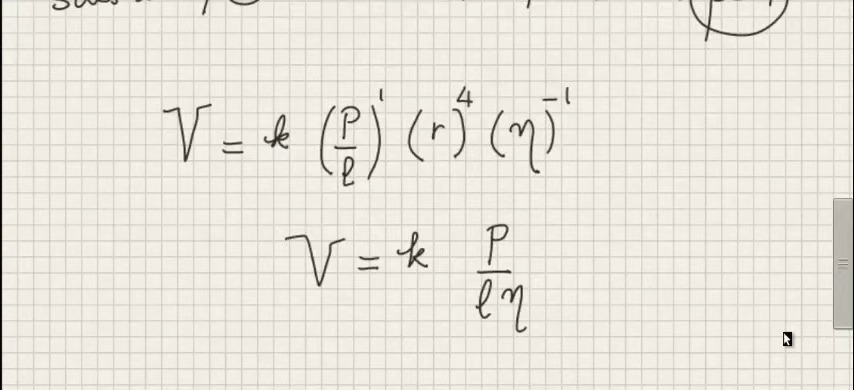 V = k (P/l)¹ (r)⁴ (η)⁻¹
V = k P/lη